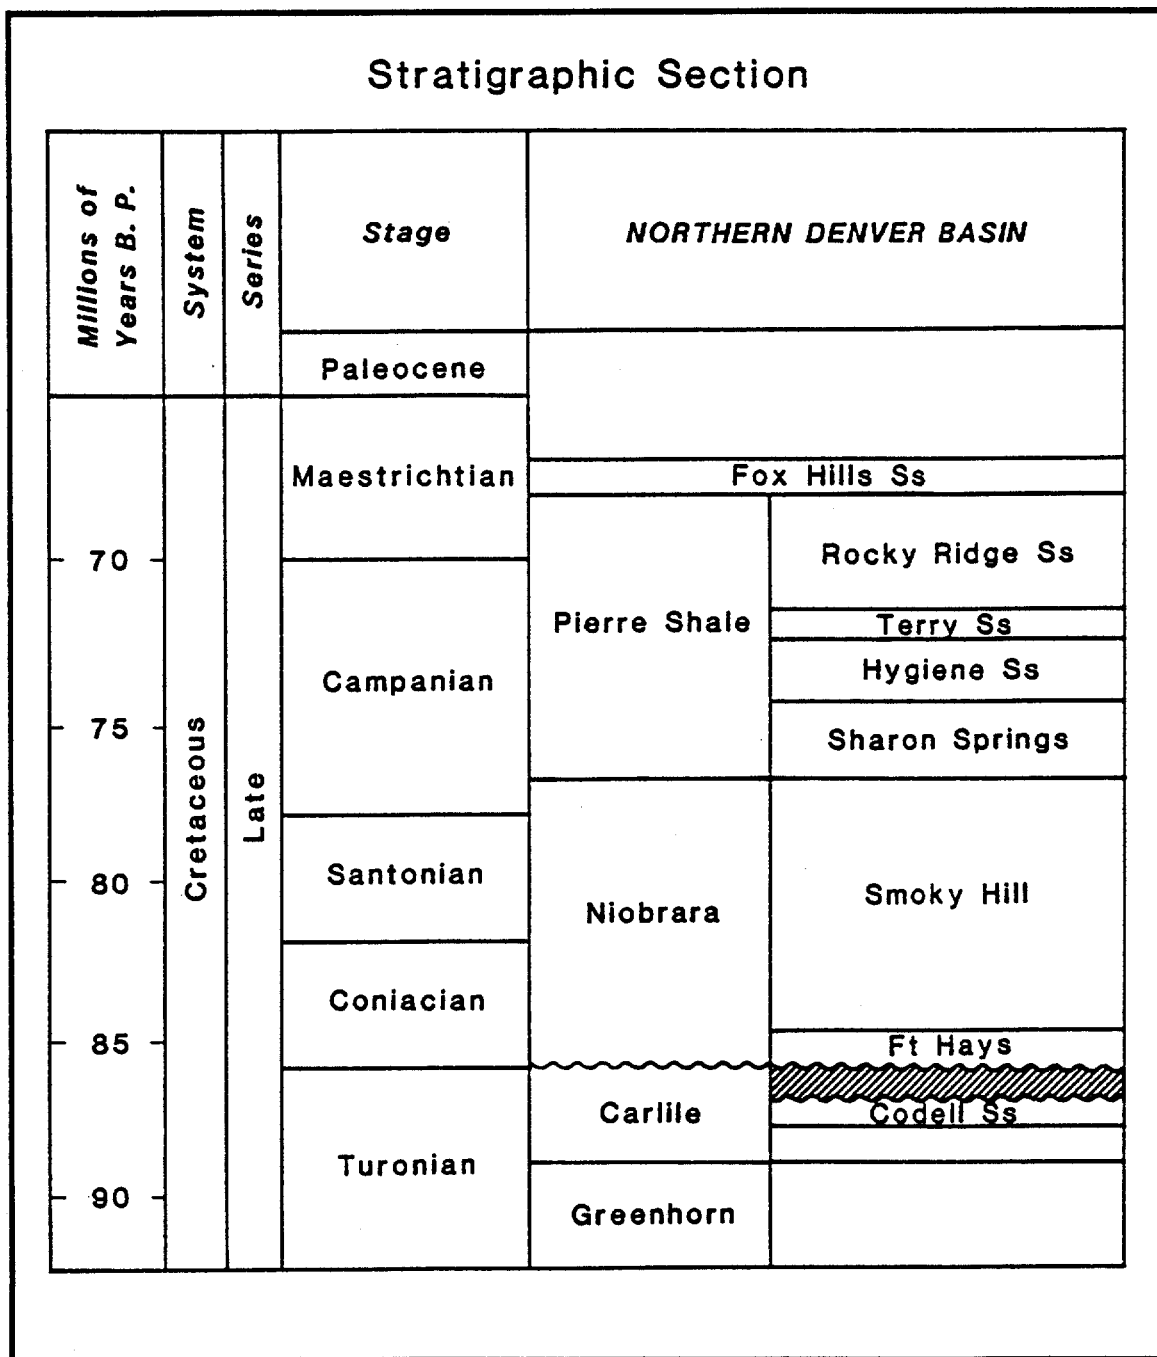 Stratigraphic Section
Millions of
Years B. P.
System
Series
Stage
NORTHERN DENVER BASIN
Paleocene
Maestrichtian
Fox Hills Ss
70
Rocky Ridge Ss
Pierre Shale
Terry Ss
Campanian
Hygiene Ss
75
Sharon Springs
Cretaceous
Late
80
Santonian
Niobrara
Smoky Hill
Coniacian
85
Ft Hays
Carlile
Codell Ss
Turonian
90
Greenhorn